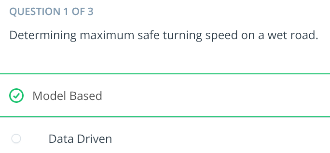 QUESTION 1 OF 3
Determining maximum safe turning speed on a wet road.
Model Based
Data Driven